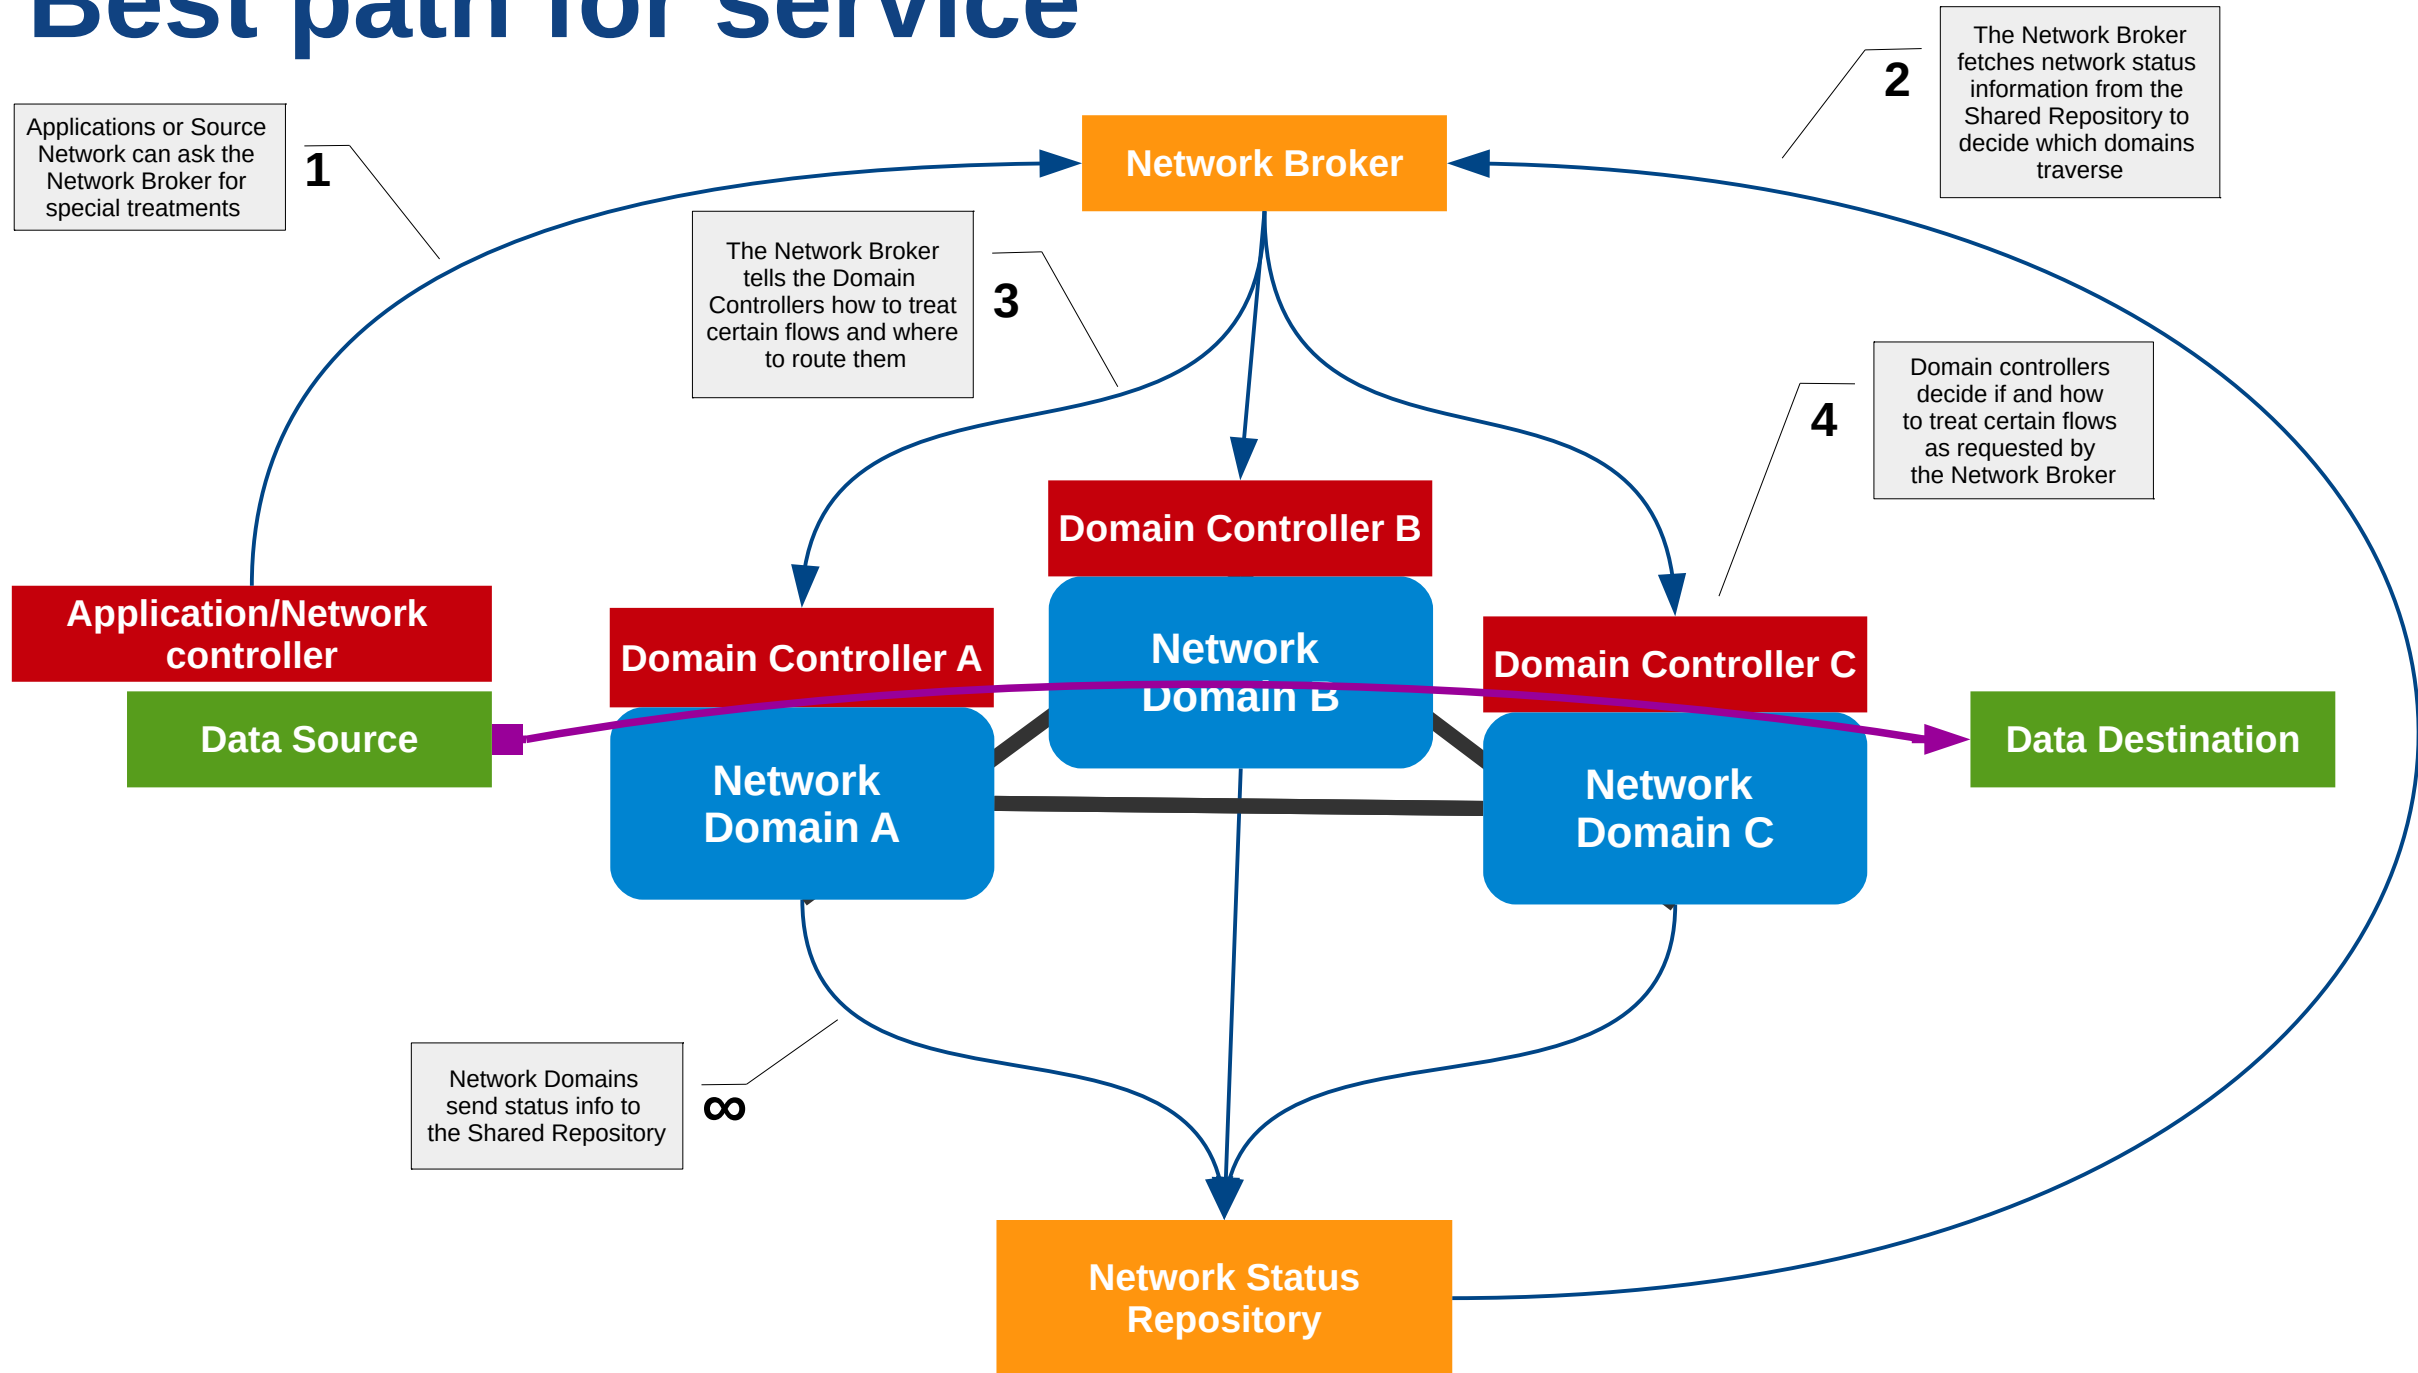 Best path for service
Applications or Source
Network can ask the
Network Broker for
special treatments
1
Network Broker
2
The Network Broker
fetches network status
information from the
Shared Repository to
decide which domains
traverse
The Network Broker
tells the Domain
Controllers how to treat
certain flows and where
to route them
3
Domain controllers
decide if and how
to treat certain flows
as requested by
the Network Broker
4
Domain Controller B
Application/Network
controller
Domain Controller A
Network
Domain B
Domain Controller C
Data Source
Data Destination
Network
Domain A
Network
Domain C
Network Domains
send status info to
the Shared Repository
∞
Network Status
Repository